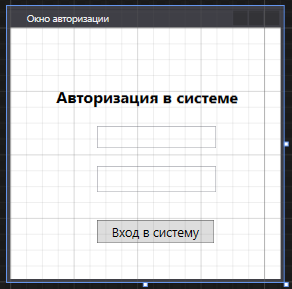 Окно авторизации
Авторизация в системе
Вход в систему